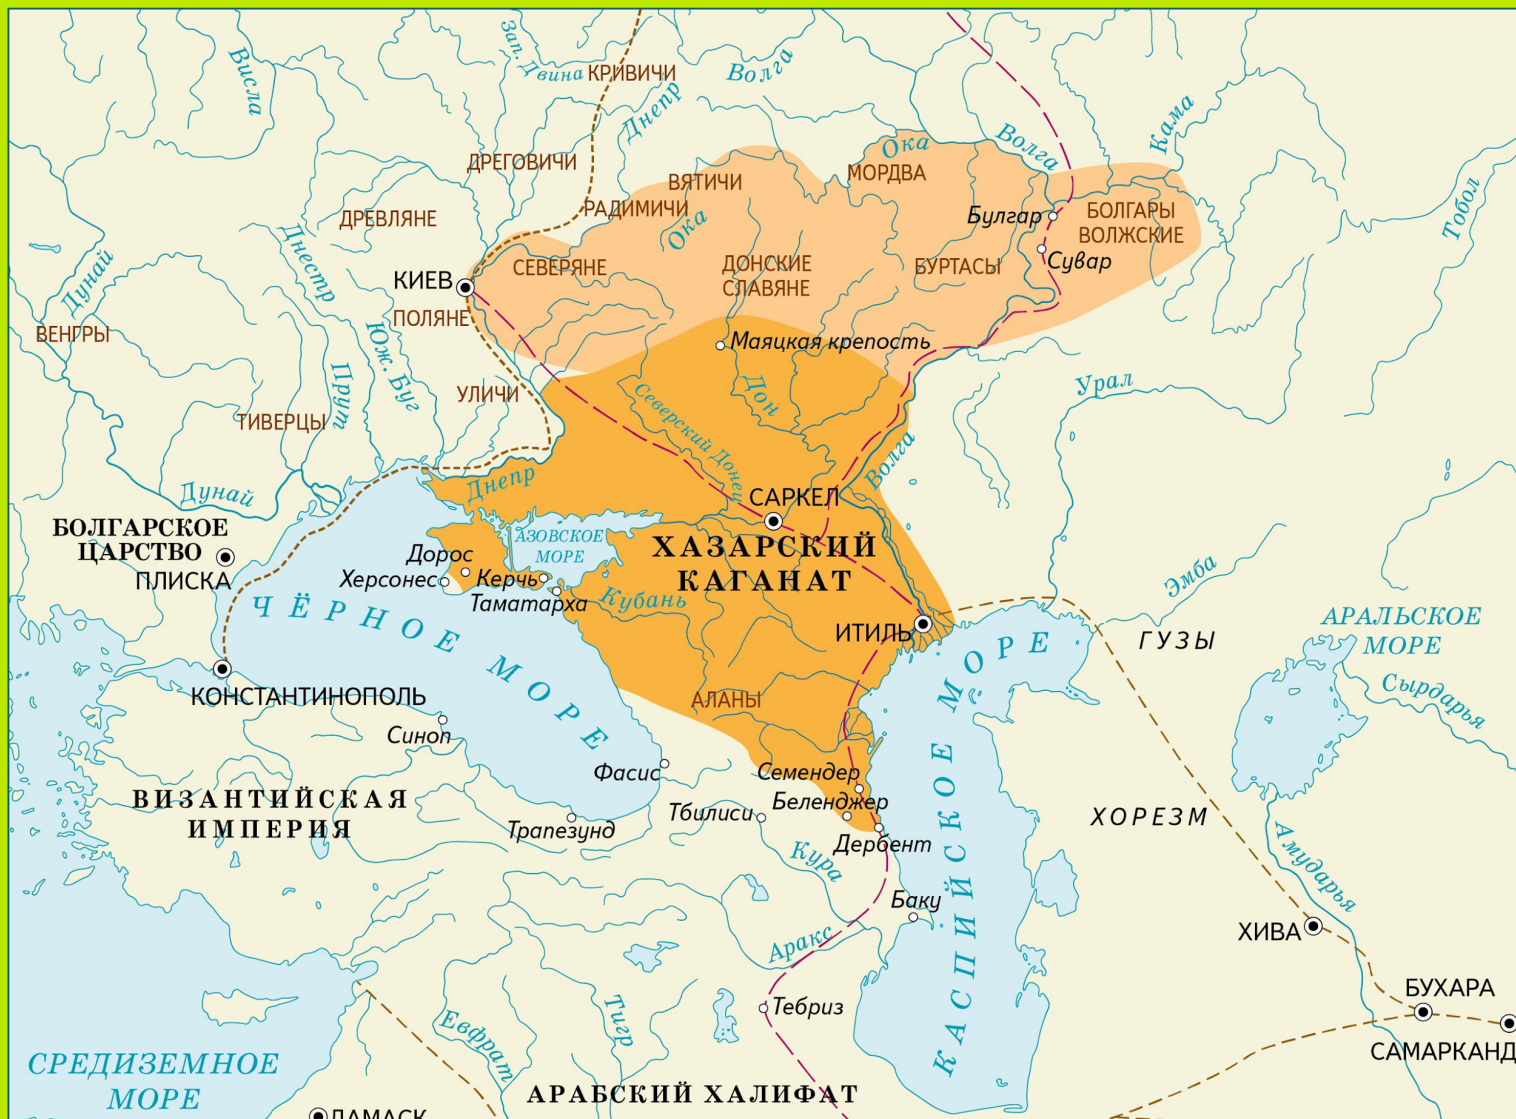 Висла
Зап. Двина
КРИВИЧИ
Волга
Днепр
Кама
Волга
Ока
ДРЕГОВИЧИ
МОРДВА
ВЯТИЧИ
РАДИМИЧИ
Ока
ДРЕВЛЯНЕ
Булгар
БОЛГАРЫ
ВОЛЖСКИЕ
Сувар
Тобол
Днестр
Дунай
КИЕВ
СЕВЕРЯНЕ
ДОНСКИЕ
СЛАВЯНЕ
БУРТАСЫ
ПОЛЯНЕ
ВЕНГРЫ
Юж. Буг
Прут
Маяцкая крепость
УЛИЧИ
ТИВЕРЦЫ
Северский Донец
Дон
Урал
Волга
Дунай
Днепр
САРКЕЛ
БОЛГАРСКОЕ
ЦАРСТВО
ПЛИСКА
АЗОВСКОЕ
МОРЕ
ХАЗАРСКИЙ
КАГАНАТ
Дорос
Херсонес
Керчь
Таматарха
Кубань
Эмба
ЧЁРНОЕ МОРЕ
ИТИЛЬ
ГУЗЫ
АРАЛЬСКОЕ
МОРЕ
Сырдарья
КОНСТАНТИНОПОЛЬ
АЛАНЫ
Синоп
Фасис
Семендер
Беленджер
Тбилиси
Дербент
ВИЗАНТИЙСКАЯ
ИМПЕРИЯ
Трапезунд
Кура
КАСПИЙСКОЕ МОРЕ
ХОРЕЗМ
Амударья
Баку
Аракс
ХИВА
Тебриз
БУХАРА
САМАРКАНД
Евфрат
Тигр
СРЕДИЗЕМНОЕ
МОРЕ
АРАБСКИЙ ХАЛИФАТ
ДАМАСК